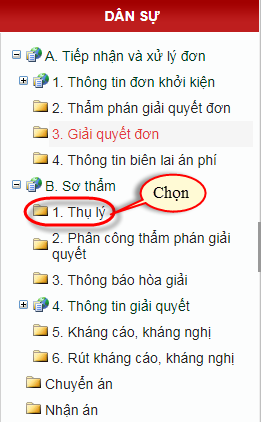 DÂN SỰ
A. Tiếp nhận và xử lý đơn
1. Thông tin đơn khởi kiện
2. Thẩm phán giải quyết đơn
3. Giải quyết đơn
4. Thông tin biên lai án phí
B. Sơ thẩm
Chọn
1. Thụ lý
2. Phân công thẩm phán giải
quyết
3. Thông báo hòa giải
4. Thông tin giải quyết
5. Kháng cáo, kháng nghị
6. Rút kháng cáo, kháng nghị
Chuyển án
Nhận án